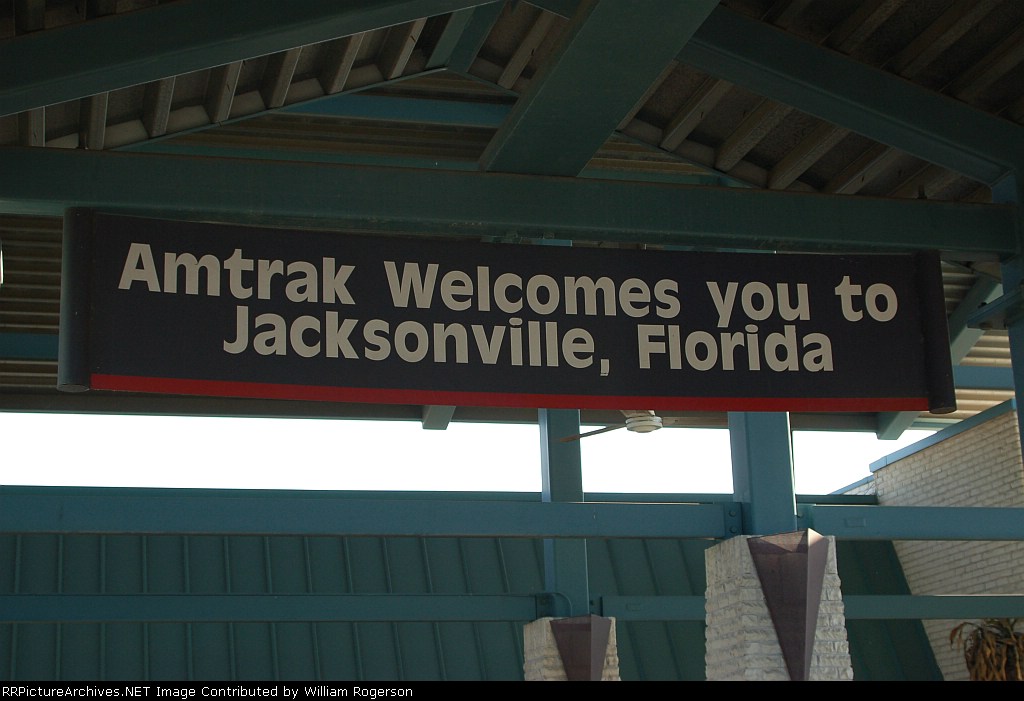 Amtrak Welcomes you to
Jacksonville, Florida
RRPictureArchives.NET Image Contributed by William Rogerson